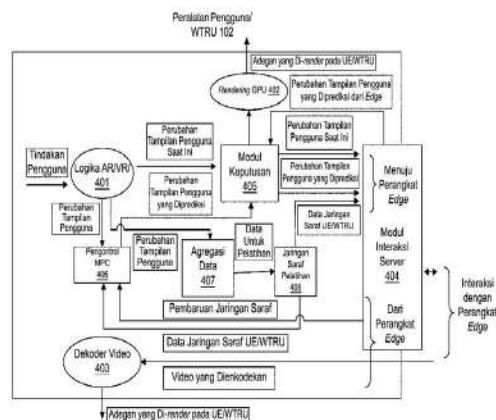 Peralatan Pengguna/
WTRU 102
Adegan yang Di-render pada UE/WTRU
Rendering GPU 402
Perubahan Tampilan Pengguna
yang Diprediksi dari Edge
Perubahan
Tampilan Pengguna
Saat Ini
Perubahan
Tampilan Pengguna
Saat Ini
Tindakan
Pengguna
Logika AR/VR/
401
Modul
Keputusan
405
Perubahan
Tampilan Pengguna
yang Diprediksi
Perubahan
Tampilan Pengguna
yang Diprediksi
Menuju
Perangkat
Edge
Perubahan
Tampilan
Pengguna
Data Jaringan
Saraf UE/WTRU
Modul
Interaksi
Server
404
Pengontrol
MPC
406
Perubahan
Tampilan
Pengguna
Agregasi
Data
407
Data
Untuk
Pelatihan
Jaringan
Saraf
Pelatihan
Interaksi
dengan
Perangkat
Edge
Pembaruan Jaringan Saraf
Dari
Perangkat
Edge
Data Jaringan Saraf UE/WTRU
Dekoder Video
403
Video yang Dienkodekan
Adegan yang Di-render pada UE/WTRU